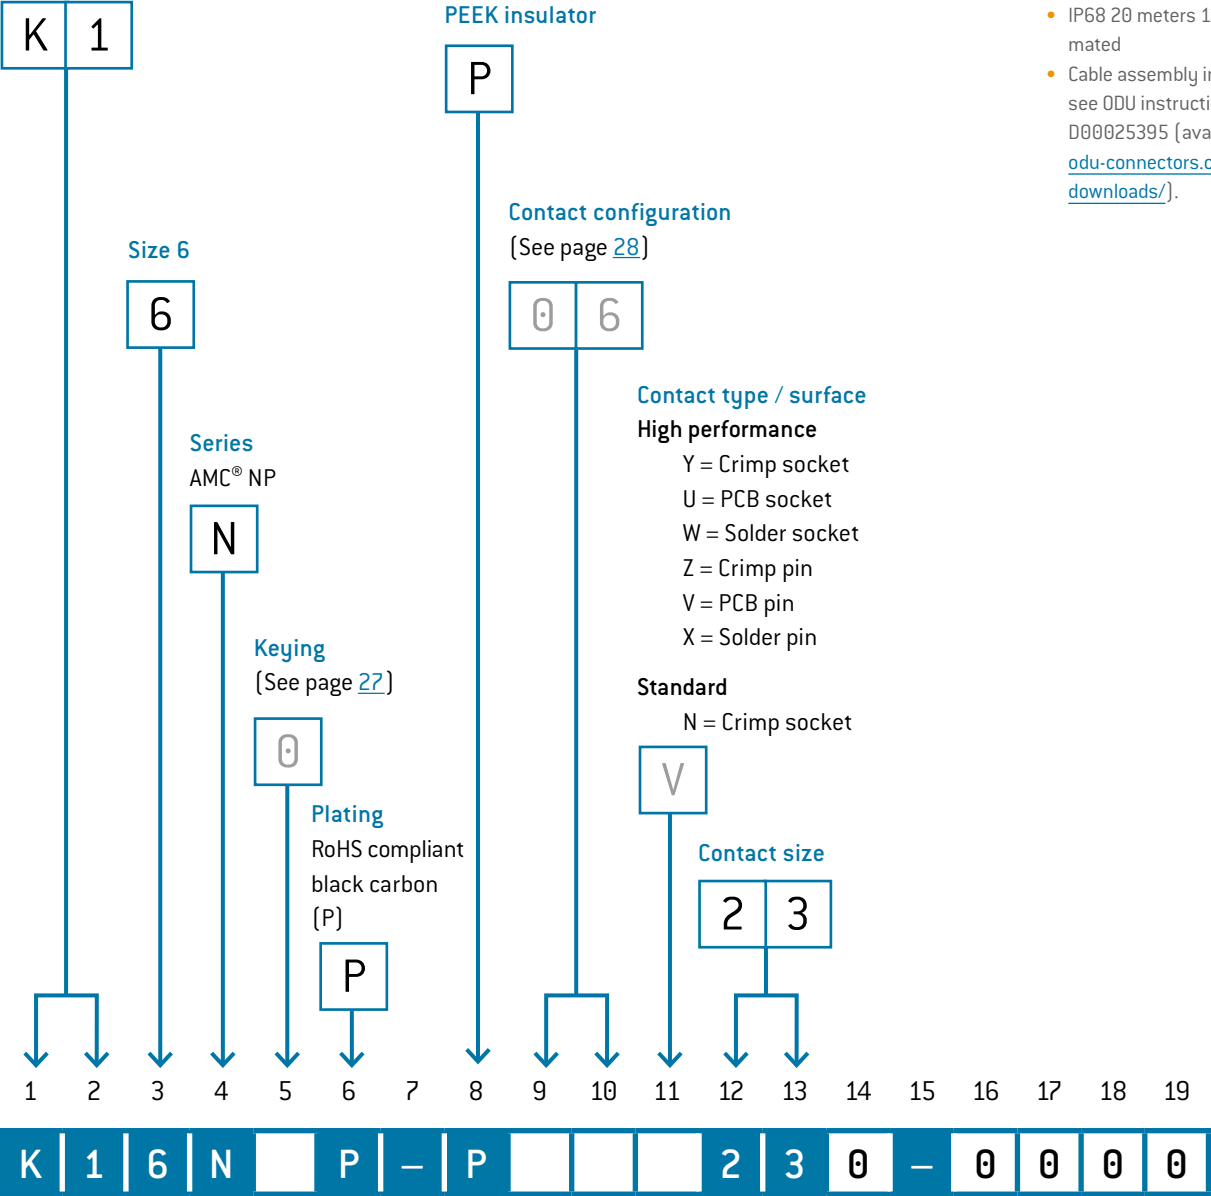 K 1
PEEK insulator
P
IP68 20 meters 1
mated
Cable assembly
see ODU
D00025395
odu-connectors.
downloads/).
Contact configuration
(See page 28)
0 6
Size 6
6
Contact type / surface
High performance
Y = Crimp socket
U = PCB socket
W = Solder socket
Z = Crimp pin
V = PCB pin
X = Solder pin
Standard
N = Crimp socket
V
Series
AMC® NP
N
Keying
(See page 27)
0
Plating
RoHS compliant
black carbon
(P)
P
Contact size
2 3
1 2 3 4 5 6 7 8 9 10 11 12 13 14 15 16 17 18 19
K 1 6 N P – P 2 3 0 – 0 0 0 0